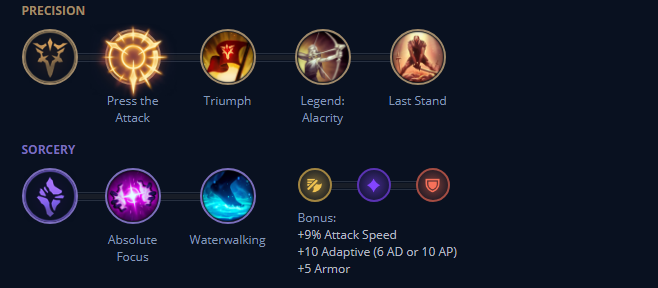 PRECISION
Press the
Attack
Triumph
Legend:
Alacrity
Last Stand
SORCERY
Absolute
Focus
Waterwalking
Bonus:
+9% Attack Speed
+10 Adaptive (6 AD or 10 AP)
+5 Armor